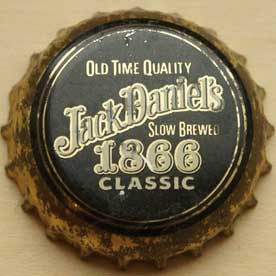 OLD TIME QUALITY
Jack Daniel's
SLOW BREWED
1866
CLASSIC